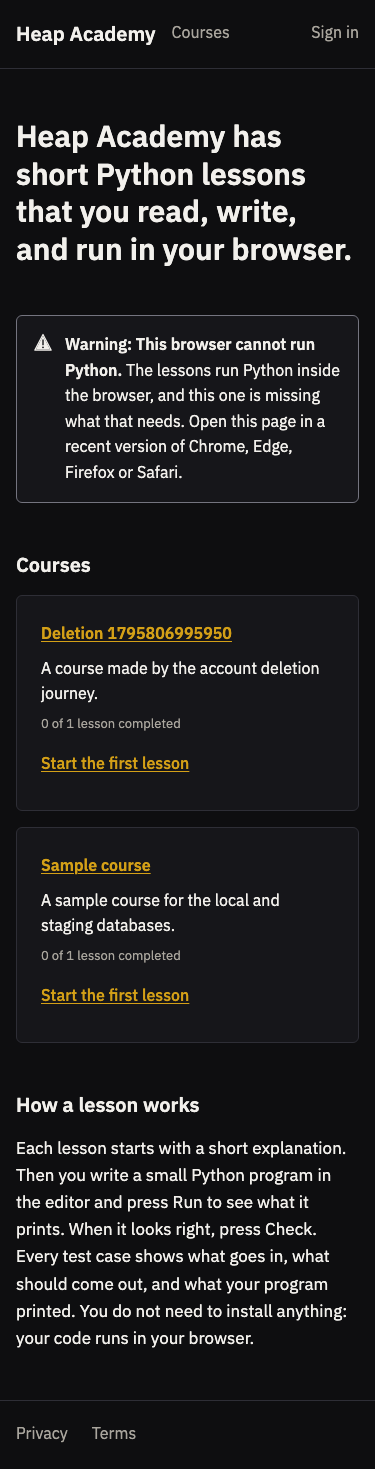 Heap Academy Courses Sign in
Heap Academy has
short Python lessons
that you read, write,
and run in your browser.
Warning: This browser cannot run
Python. The lessons run Python inside
the browser, and this one is missing
what that needs. Open this page in a
recent version of Chrome, Edge,
Firefox or Safari.
Courses
Deletion 1795806995950
A course made by the account deletion
journey.
0 of 1 lesson completed
Start the first lesson
Sample course
A sample course for the local and
staging databases.
0 of 1 lesson completed
Start the first lesson
How a lesson works
Each lesson starts with a short explanation.
Then you write a small Python program in
the editor and press Run to see what it
prints. When it looks right, press Check.
Every test case shows what goes in, what
should come out, and what your program
printed. You do not need to install anything:
your code runs in your browser.
Privacy Terms